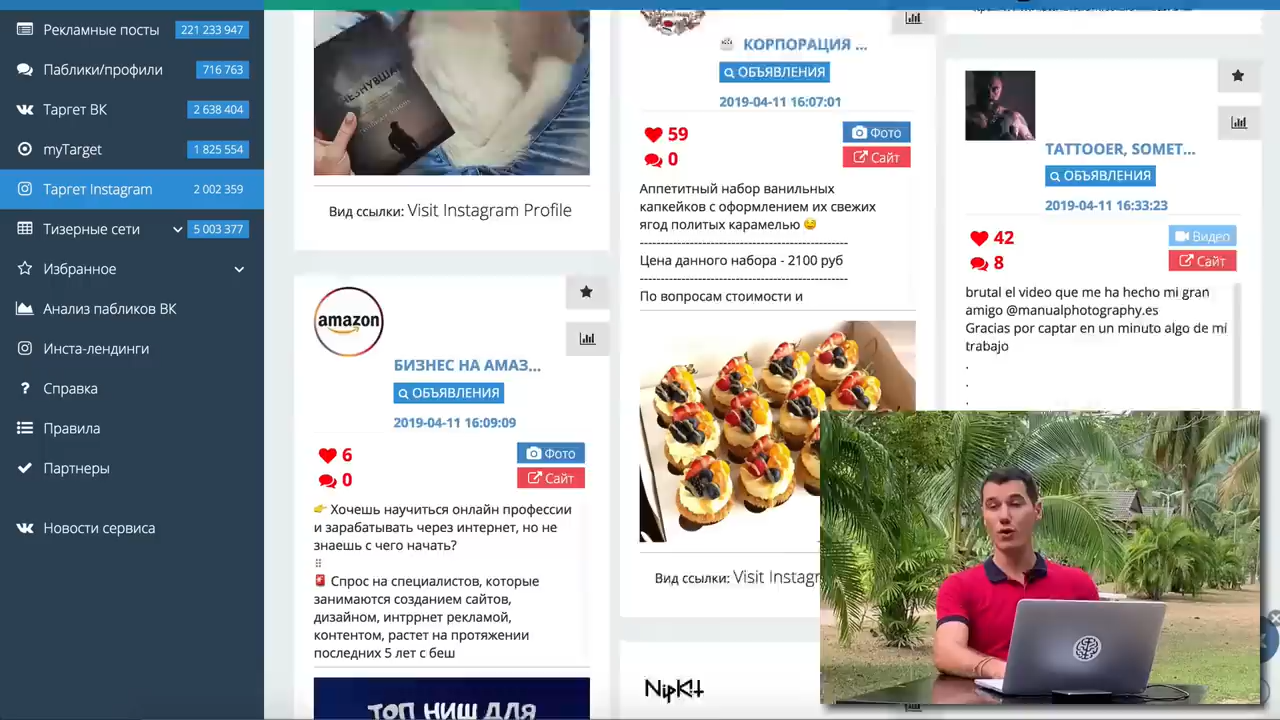 Рекламные посты 221 233 947
Паблики/профили 716 763
Таргет ВК 2 638 404
myTarget 1 825 554
Таргет Instagram 2 002 359
Тизерные сети 5 003 377
Избранное
Анализ пабликов ВК
Инста-лендинги
Справка
Правила
Партнеры
Новости сервиса
Вид ссылки: Visit Instagram Profile
amazon
БИЗНЕС НА АМАЗ...
ОБЪЯВЛЕНИЯ
2019-04-11 16:09:09
6
Фото
0
Сайт
👉 Хочешь научиться онлайн профессии
и зарабатывать через интернет, но не
знаешь с чего начать?
⠿
🚨 Спрос на специалистов, которые
занимаются созданием сайтов,
дизайном, интррнет рекламой,
контентом, растет на протяжении
последних 5 лет с беш
ТОП НИШ ДЛЯ
КОРПОРАЦИЯ ...
ОБЪЯВЛЕНИЯ
2019-04-11 16:07:01
59
Фото
0
Сайт
Аппетитный набор ванильных
капкейков с оформлением их свежих
ягод политых карамелью 😋
-------------------------------------------------
Цена данного набора - 2100 руб
-------------------------------------------------
По вопросам стоимости и
Вид ссылки: Visit Instag
NipKit
TATTOOER, SOMET...
ОБЪЯВЛЕНИЯ
2019-04-11 16:33:23
42
Видео
8
Сайт
brutal el video que me ha hecho mi gran
amigo @manualphotography.es
Gracias por captar en un minuto algo de mi
trabajo
.
.
.